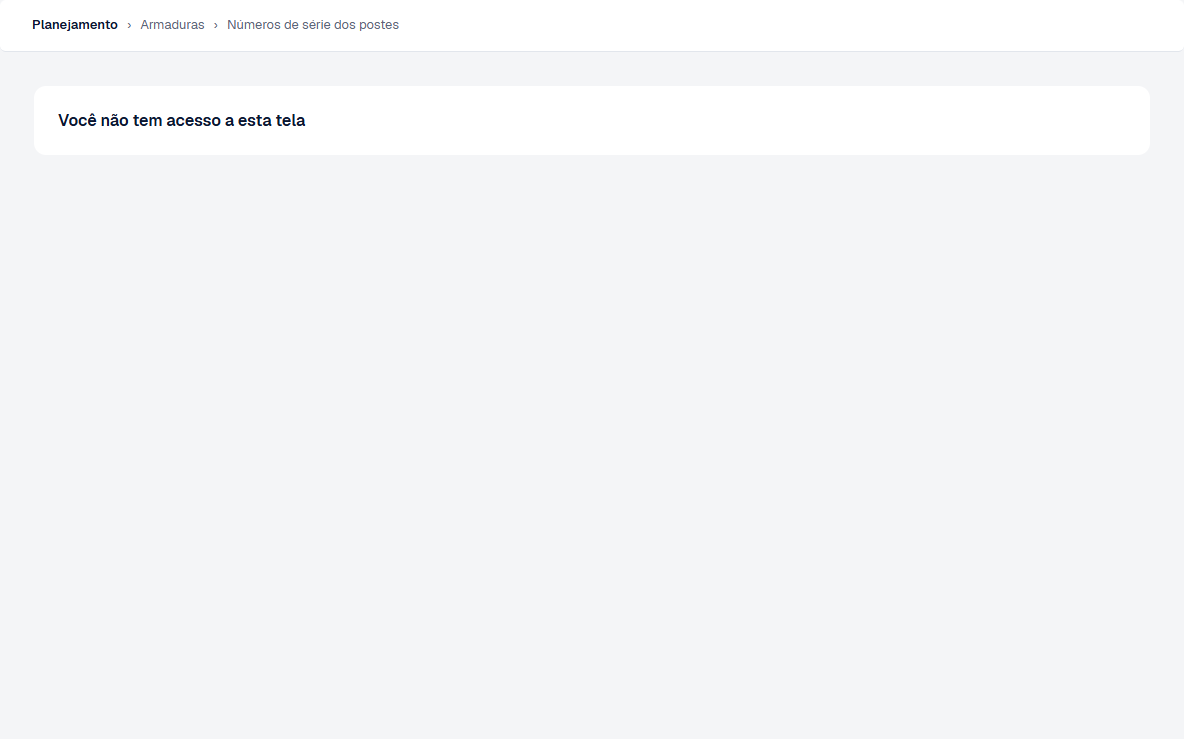 Planejamento › Armaduras › Números de série dos postes
Você não tem acesso a esta tela